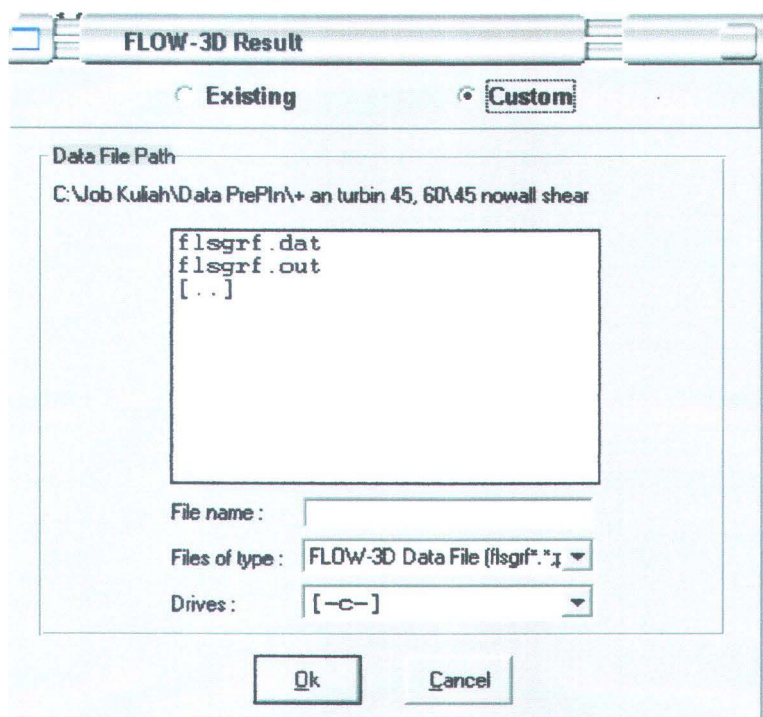 FLOW-3D Result
Existing Custom
Data File Path
C:\Job Kuliah\Data PrePln\+ an turbin 45, 60\45 nowall shear
flsgrf.dat
flsgrf.out
[..]
File name :
Files of type : FLOW-3D Data File (flsgrf*.*;
Drives : [-c-]
Ok Cancel